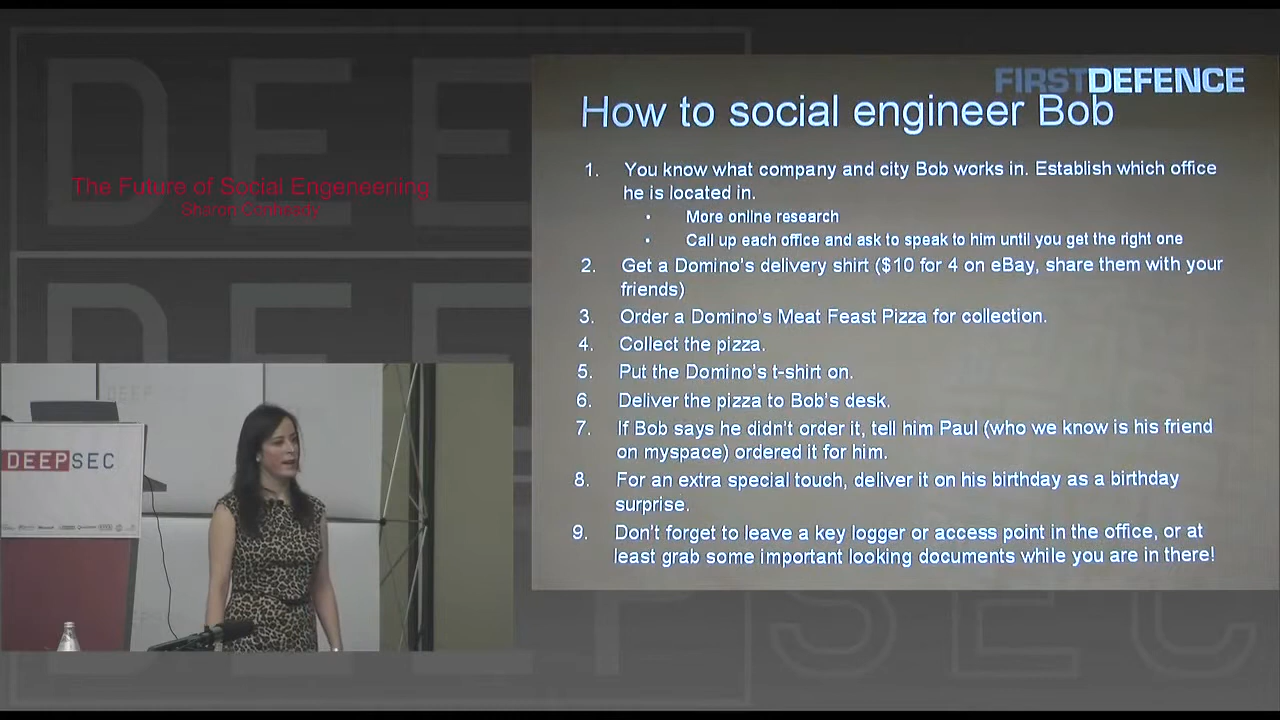 The Future of Social Engeneering
Sharon Conheady
FIRSTDEFENCE
How to social engineer Bob
1. You know what company and city Bob works in. Establish which office
he is located in.
• More online research
• Call up each office and ask to speak to him until you get the right one
2. Get a Domino's delivery shirt ($10 for 4 on eBay, share them with your
friends)
3. Order a Domino's Meat Feast Pizza for collection.
4. Collect the pizza.
5. Put the Domino's t-shirt on.
6. Deliver the pizza to Bob's desk.
7. If Bob says he didn't order it, tell him Paul (who we know is his friend
on myspace) ordered it for him.
8. For an extra special touch, deliver it on his birthday as a birthday
surprise.
9. Don't forget to leave a key logger or access point in the office, or at
least grab some important looking documents while you are in there!
DEEPSEC
DEEP
DEEP
DEEPSEC